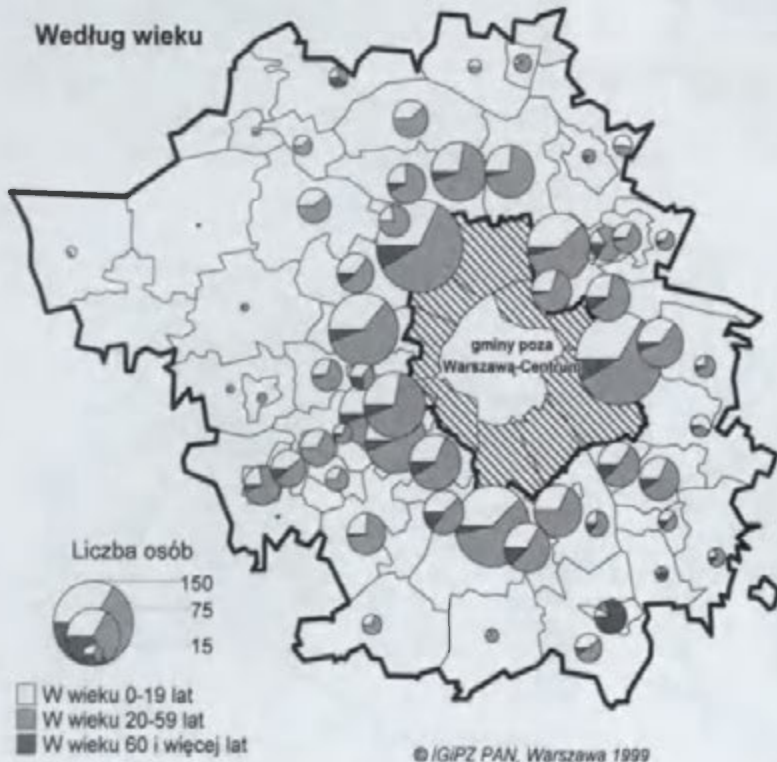 Według wieku
gminy poza
Warszawą-Centrum
Liczba osób
150
75
15
W wieku 0-19 lat
W wieku 20-59 lat
W wieku 60 i więcej lat
© IGiPZ PAN, Warszawa 1999